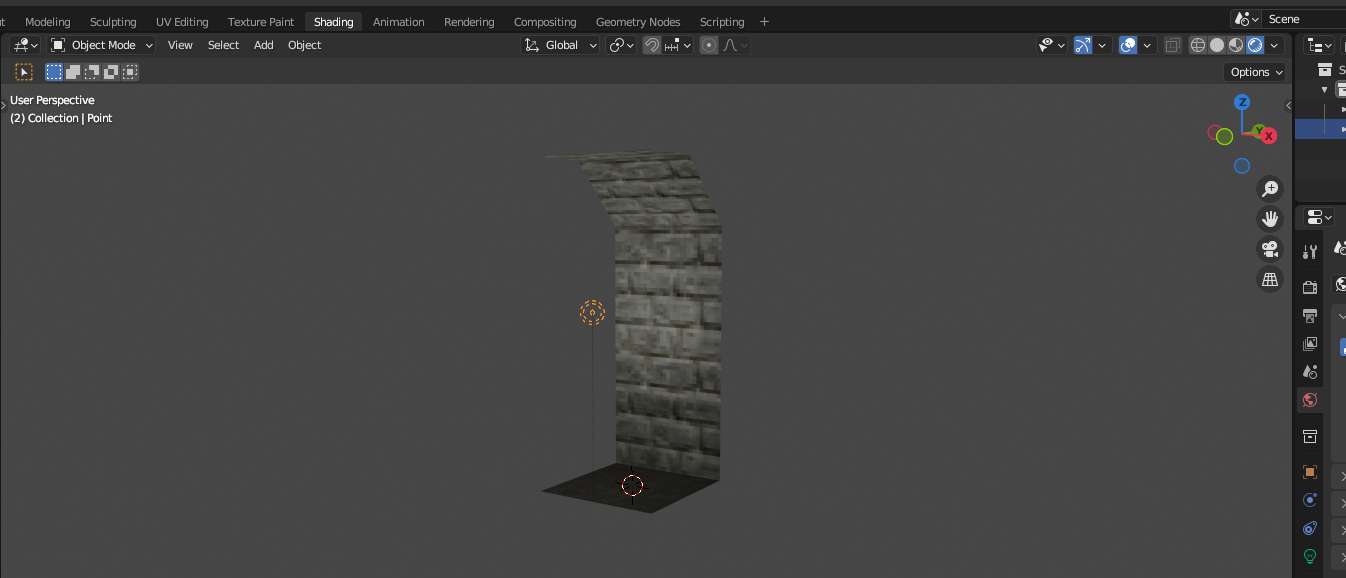 Modeling Sculpting UV Editing Texture Paint Shading Animation Rendering Compositing Geometry Nodes Scripting + Scene
Object Mode View Select Add Object Global
Options
User Perspective
(2) Collection | Point
Z
Y
X